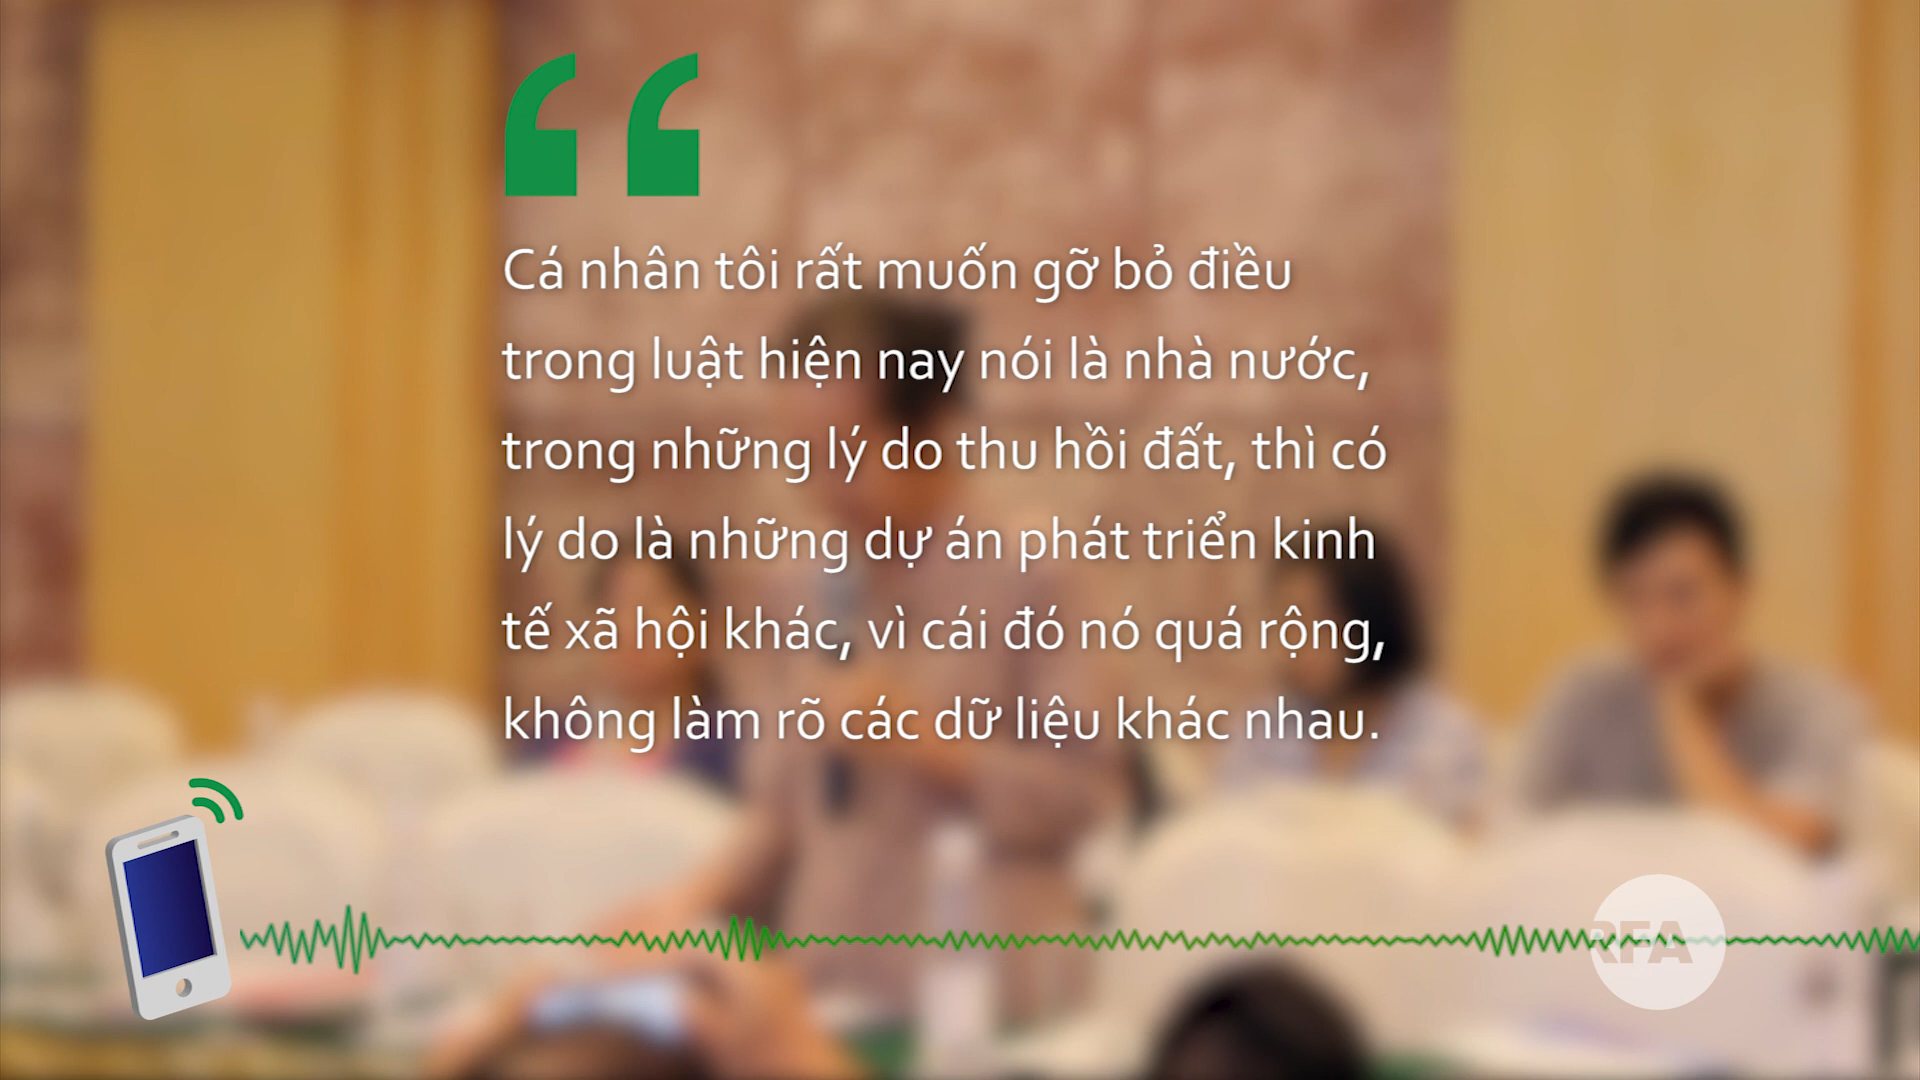 Cá nhân tôi rất muốn gỡ bỏ điều
trong luật hiện nay nói là nhà nước,
trong những lý do thu hồi đất, thì có
lý do là những dự án phát triển kinh
tế xã hội khác, vì cái đó nó quá rộng,
không làm rõ các dữ liệu khác nhau.
RFA